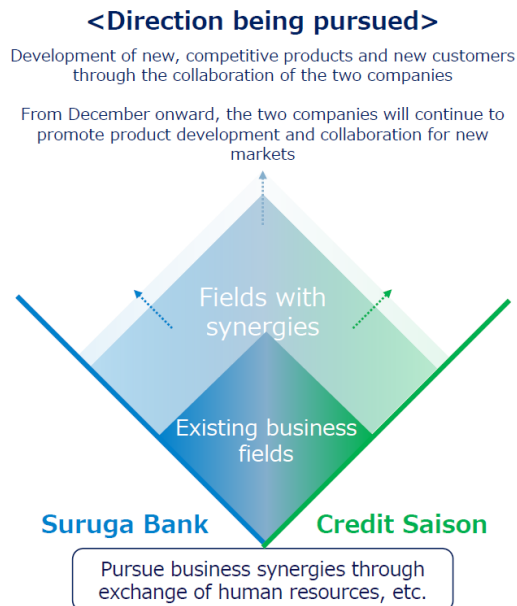 <Direction being pursued>
Development of new, competitive products and new customers
through the collaboration of the two companies
From December onward, the two companies will continue to
promote product development and collaboration for new
markets
Fields with
synergies
Existing business
fields
Suruga Bank
Credit Saison
Pursue business synergies through
exchange of human resources, etc.